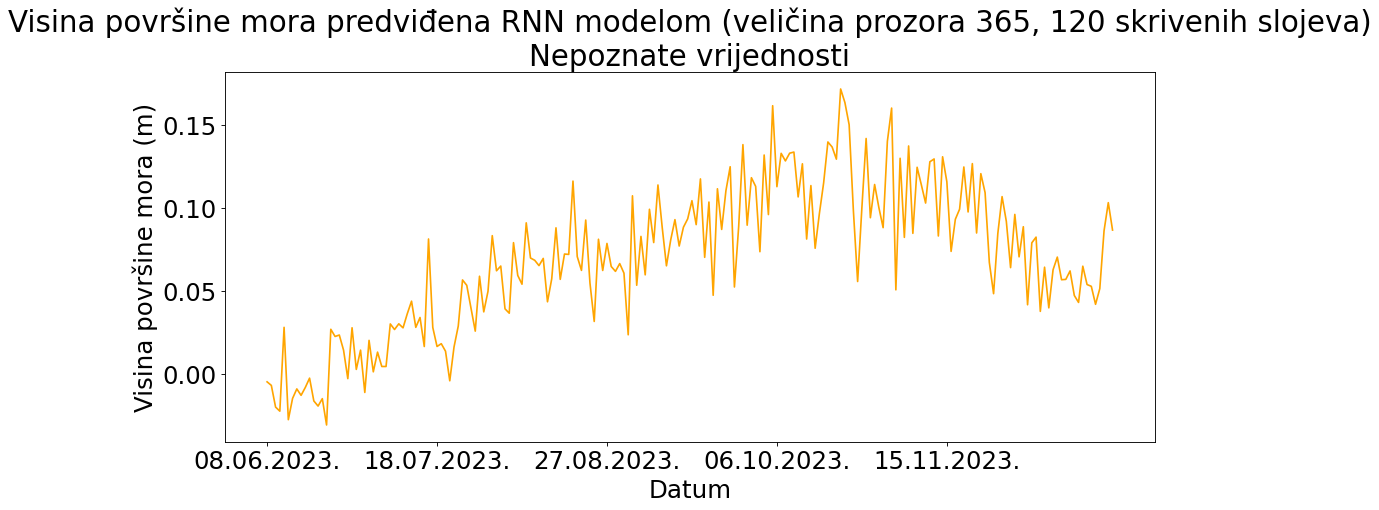 Visina površine mora predviđena RNN modelom (veličina prozora 365, 120 skrivenih slojeva)
Nepoznate vrijednosti
Visina površine mora (m)
0.15
0.10
0.05
0.00
08.06.2023. 18.07.2023. 27.08.2023. 06.10.2023. 15.11.2023.
Datum